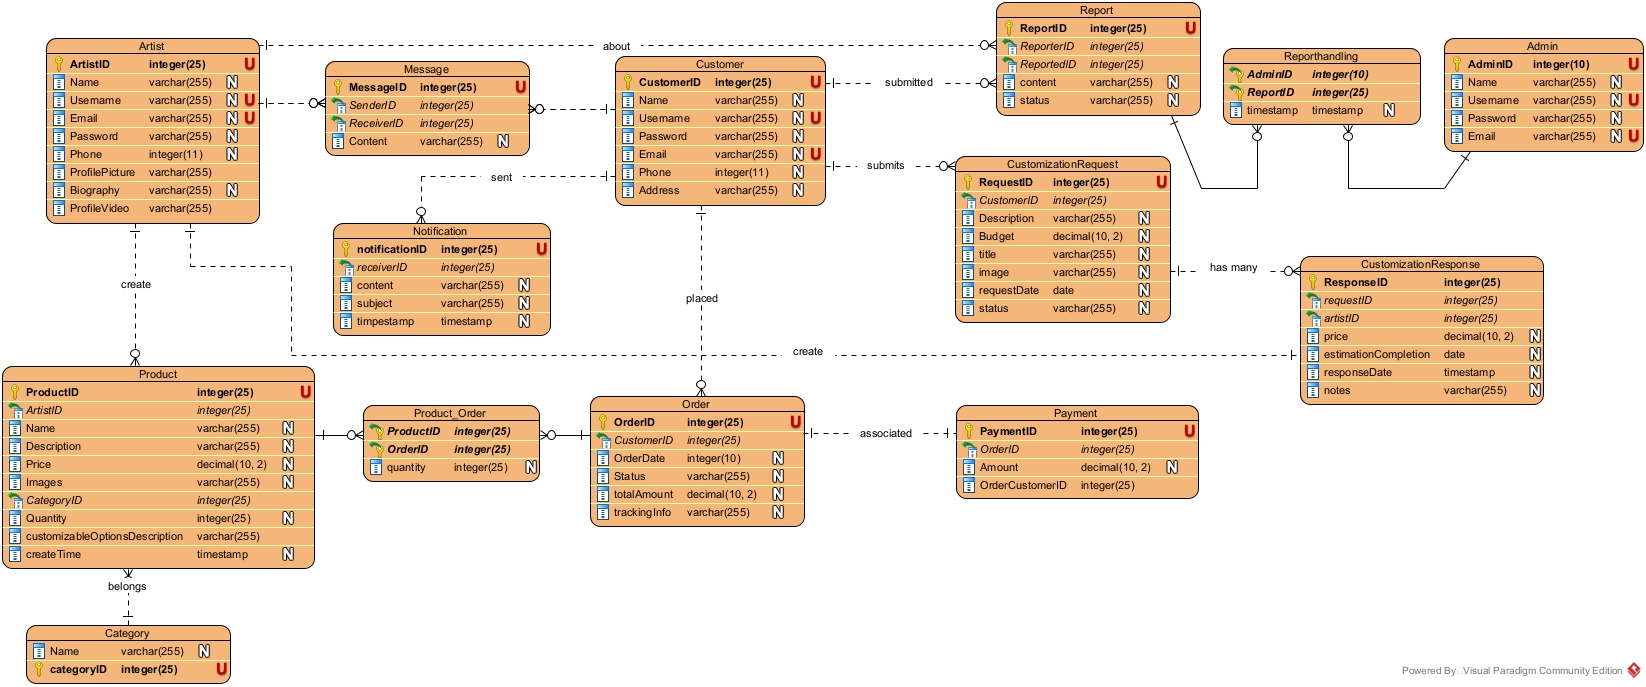 Artist
ArtistID integer(25) U
Name varchar(255) N
Username varchar(255) N U
Email varchar(255) N U
Password varchar(255) N
Phone integer(11) N
ProfilePicture varchar(255)
Biography varchar(255) N
ProfileVideo varchar(255)
about
Message
MessageID integer(25) U
SenderID integer(25)
ReceiverID integer(25)
Content varchar(255) N
Customer
CustomerID integer(25) U
Name varchar(255) N
Username varchar(255) N U
Password varchar(255) N
Email varchar(255) N U
Phone integer(11) N
Address varchar(255) N
submitted
submits
Report
ReportID integer(25) U
ReporterID integer(25)
ReportedID integer(25)
content varchar(255) N
status varchar(255) N
Reporthandling
AdminID integer(10)
ReportID integer(25)
timestamp timestamp N
Admin
AdminID integer(10) U
Name varchar(255) N
Username varchar(255) N U
Password varchar(255) N
Email varchar(255) N U
sent
Notification
notificationID integer(25) U
receiverID integer(25)
content varchar(255) N
subject varchar(255) N
timpestamp timestamp N
CustomizationRequest
RequestID integer(25) U
CustomerID integer(25)
Description varchar(255) N
Budget decimal(10, 2) N
title varchar(255) N
image varchar(255) N
requestDate date N
status varchar(255) N
has many
CustomizationResponse
ResponseID integer(25)
requestID integer(25)
artistID integer(25)
price decimal(10, 2) N
estimationCompletion date N
responseDate timestamp N
notes varchar(255) N
create
placed
create
Product
ProductID integer(25) U
ArtistID integer(25)
Name varchar(255) N
Description varchar(255) N
Price decimal(10, 2) N
Images varchar(255) N
CategoryID integer(25)
Quantity integer(25) N
customizableOptionsDescription varchar(255)
createTime timestamp N
Product_Order
ProductID integer(25)
OrderID integer(25)
quantity integer(25) N
Order
OrderID integer(25) U
CustomerID integer(25)
OrderDate integer(10) N
Status varchar(255) N
totalAmount decimal(10, 2) N
trackingInfo varchar(255) N
associated
Payment
PaymentID integer(25) U
OrderID integer(25)
Amount decimal(10, 2) N
OrderCustomerID integer(25)
belongs
Category
Name varchar(255) N
categoryID integer(25) U
Powered By Visual Paradigm Community Edition